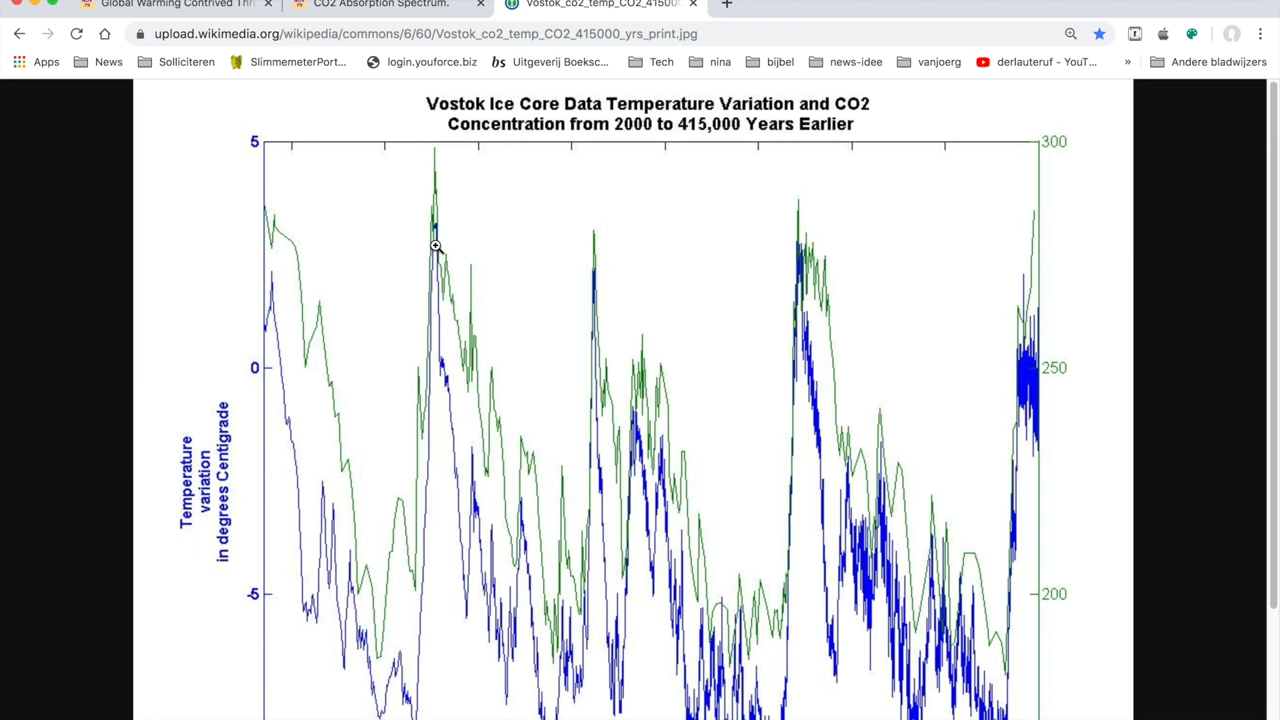 Global Warming Contrived Thr
CO2 Absorption Spectrum.
Vostok_co2_temp_CO2_415000
upload.wikimedia.org/wikipedia/commons/6/60/Vostok_co2_temp_CO2_415000_yrs_print.jpg
Apps News Solliciteren SlimmemeterPort... login.youforce.biz bs Uitgeverij Boeksc... Tech nina bijbel news-idee vanjoerg derlauteruf - YouT... » Andere bladwijzers
Vostok Ice Core Data Temperature Variation and CO2
Concentration from 2000 to 415,000 Years Earlier
5 300
0 250
Temperature
variation
in degrees Centigrade
-5 200